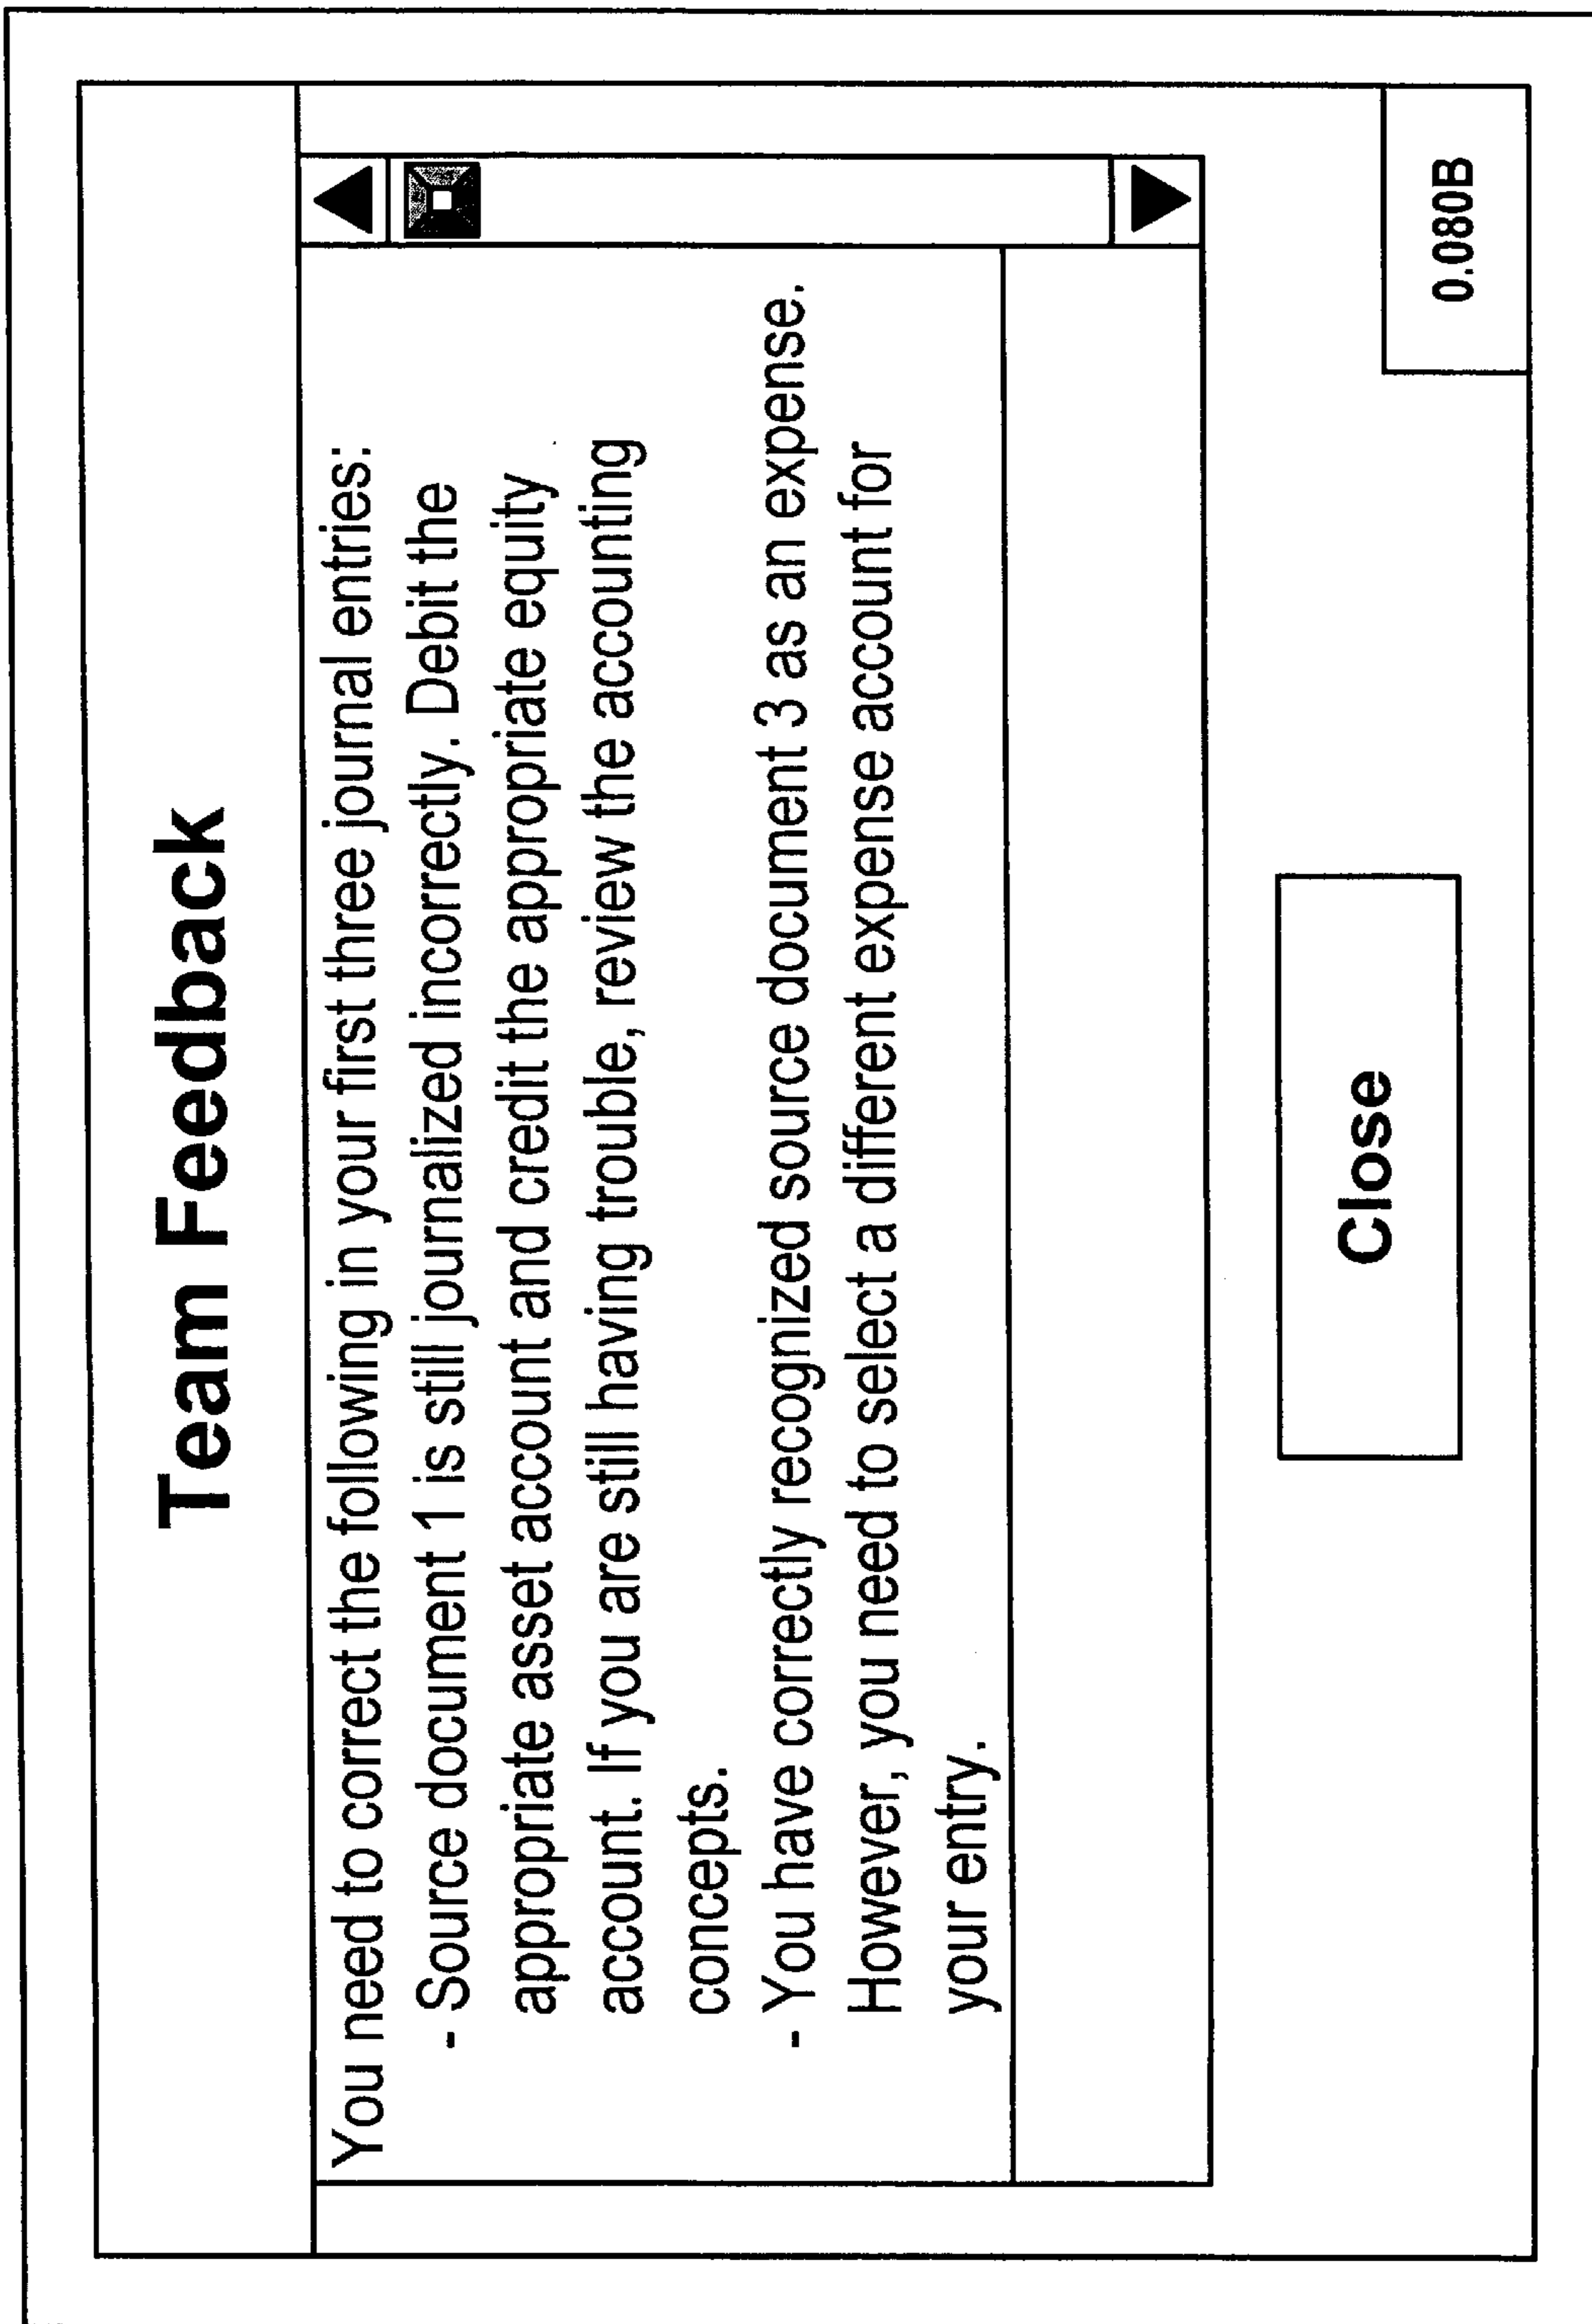 Team Feedback
You need to correct the following in your first three journal entries:
- Source document 1 is still journalized incorrectly. Debit the
appropriate asset account and credit the appropriate equity
account. If you are still having trouble, review the accounting
concepts.
- You have correctly recognized source document 3 as an expense.
However, you need to select a different expense account for
your entry.
Close
0.080B